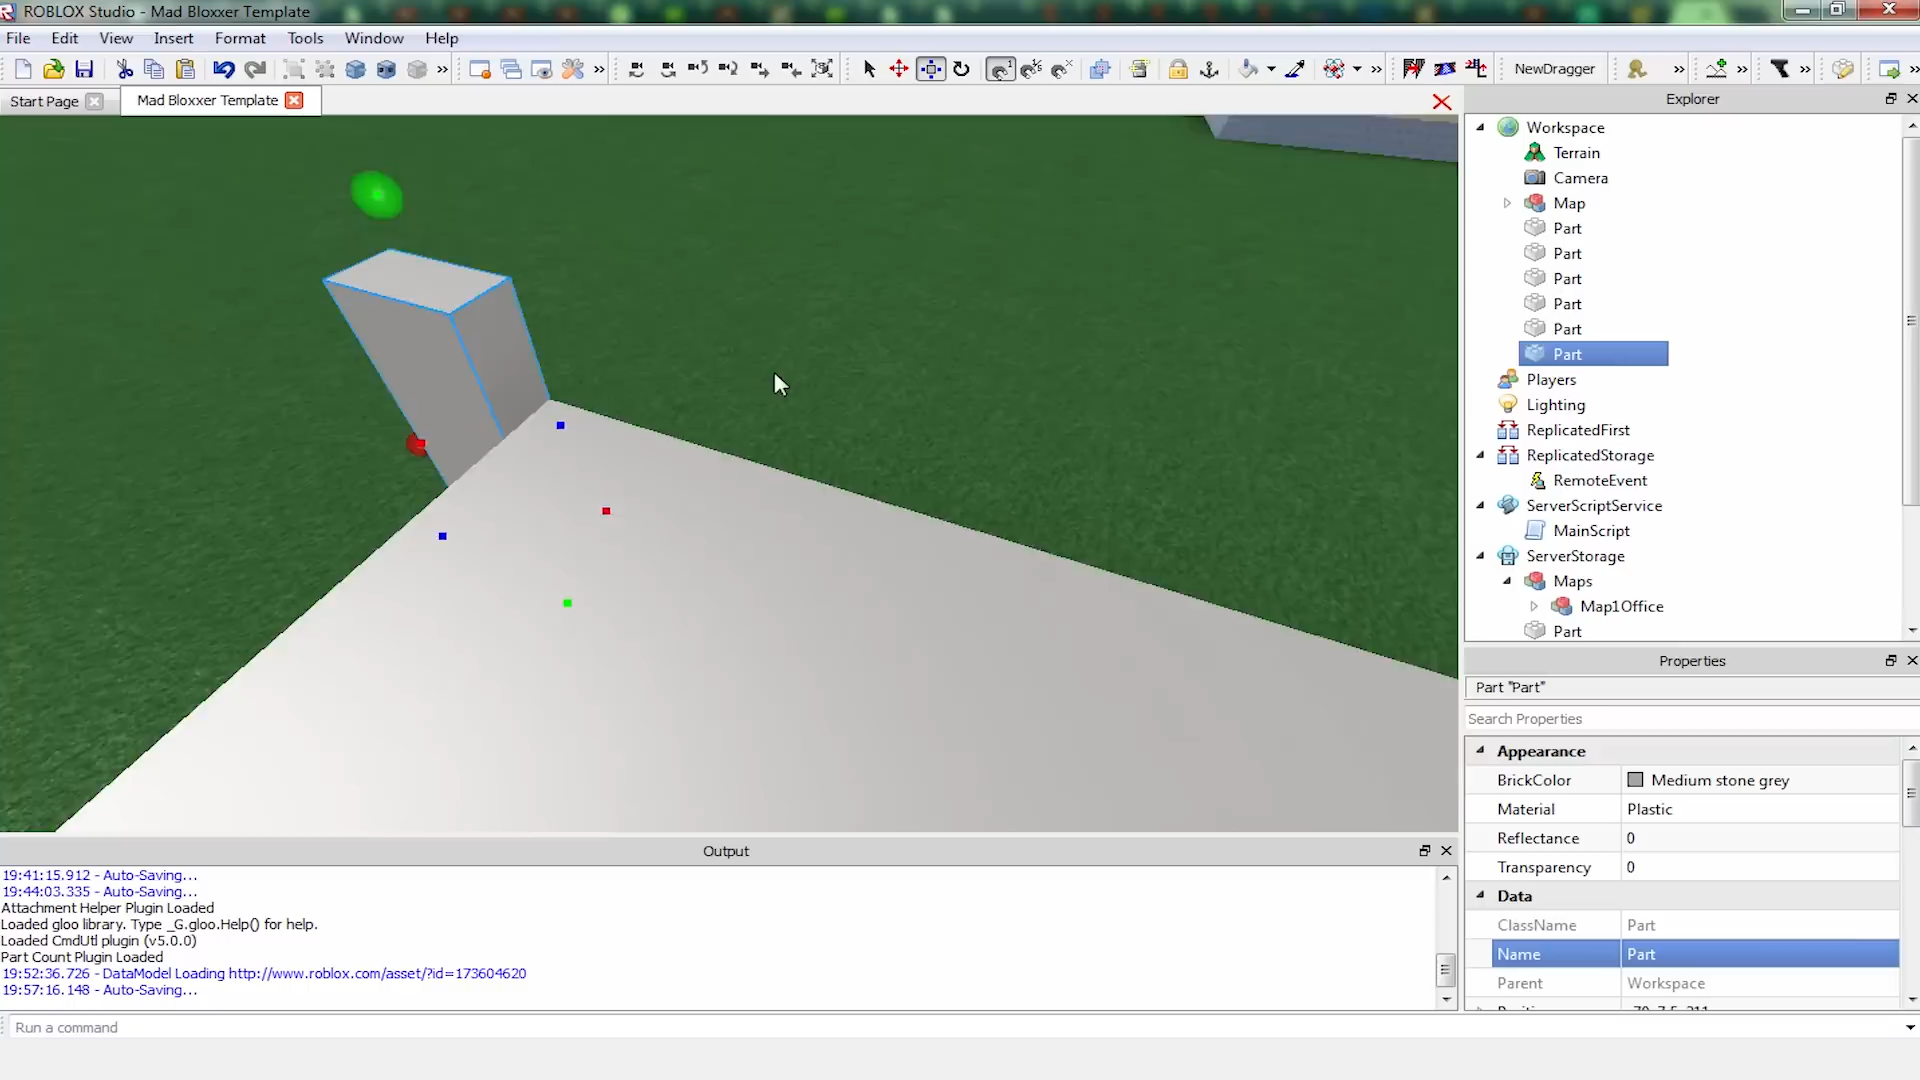 ROBLOX Studio - Mad Bloxxer Template
File Edit View Insert Format Tools Window Help
NewDragger
Start Page
Mad Bloxxer Template
Explorer
Workspace
Terrain
Camera
Map
Part
Part
Part
Part
Part
Part
Players
Lighting
ReplicatedFirst
ReplicatedStorage
RemoteEvent
ServerScriptService
MainScript
ServerStorage
Maps
Map1Office
Part
Properties
Part "Part"
Search Properties
Appearance
BrickColor Medium stone grey
Material Plastic
Reflectance 0
Transparency 0
Data
ClassName Part
Name Part
Parent Workspace
Output
19:41:15.912 - Auto-Saving...
19:44:03.335 - Auto-Saving...
Attachment Helper Plugin Loaded
Loaded gloo library. Type _G.gloo.Help() for help.
Loaded CmdUtl plugin (v5.0.0)
Part Count Plugin Loaded
19:52:36.726 - DataModel Loading http://www.roblox.com/asset/?id=173604620
19:57:16.148 - Auto-Saving...
Run a command